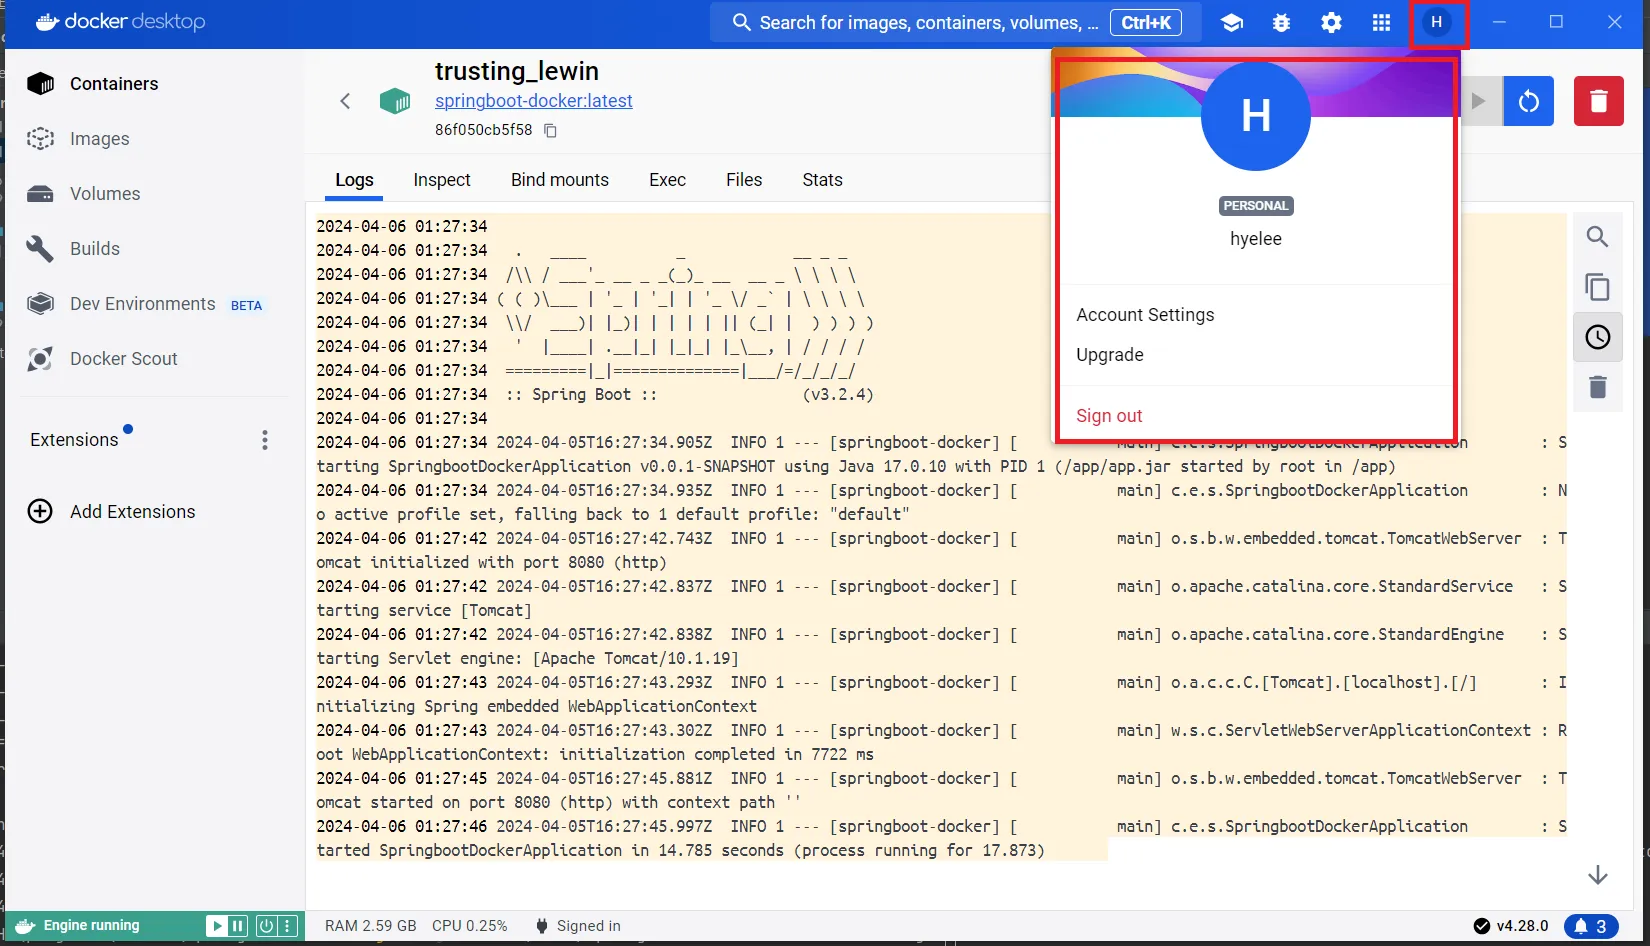 docker desktop
Search for images, containers, volumes, ...
Ctrl+K
H
Containers
Images
Volumes
Builds
Dev Environments BETA
Docker Scout
Extensions
Add Extensions
trusting_lewin
springboot-docker:latest
86f050cb5f58
H
PERSONAL
hyelee
Account Settings
Upgrade
Sign out
Logs Inspect Bind mounts Exec Files Stats
2024-04-06 01:27:34
2024-04-06 01:27:34   .   ____          _            __ _ _
2024-04-06 01:27:34  /\\ / ___'_ __ _ _(_)_ __  __ _ \ \ \ \
2024-04-06 01:27:34 ( ( )\___ | '_ | '_| | '_ \/ _` | \ \ \ \
2024-04-06 01:27:34  \\/  ___)| |_)| | | | | || (_| |  ) ) ) )
2024-04-06 01:27:34   '  |____| .__|_| |_|_| |_\__, | / / / /
2024-04-06 01:27:34  =========|_|==============|___/=/_/_/_/
2024-04-06 01:27:34  :: Spring Boot ::                (v3.2.4)
2024-04-06 01:27:34
2024-04-06 01:27:34 2024-04-05T16:27:34.905Z  INFO 1 --- [springboot-docker] [           main] c.e.s.SpringbootDockerApplication        : S
tarting SpringbootDockerApplication v0.0.1-SNAPSHOT using Java 17.0.10 with PID 1 (/app/app.jar started by root in /app)
2024-04-06 01:27:34 2024-04-05T16:27:34.935Z  INFO 1 --- [springboot-docker] [           main] c.e.s.SpringbootDockerApplication        : N
o active profile set, falling back to 1 default profile: "default"
2024-04-06 01:27:42 2024-04-05T16:27:42.743Z  INFO 1 --- [springboot-docker] [           main] o.s.b.w.embedded.tomcat.TomcatWebServer  : T
omcat initialized with port 8080 (http)
2024-04-06 01:27:42 2024-04-05T16:27:42.837Z  INFO 1 --- [springboot-docker] [           main] o.apache.catalina.core.StandardService   : S
tarting service [Tomcat]
2024-04-06 01:27:42 2024-04-05T16:27:42.838Z  INFO 1 --- [springboot-docker] [           main] o.apache.catalina.core.StandardEngine    : S
tarting Servlet engine: [Apache Tomcat/10.1.19]
2024-04-06 01:27:43 2024-04-05T16:27:43.293Z  INFO 1 --- [springboot-docker] [           main] o.a.c.c.C.[Tomcat].[localhost].[/]       : I
nitializing Spring embedded WebApplicationContext
2024-04-06 01:27:43 2024-04-05T16:27:43.302Z  INFO 1 --- [springboot-docker] [           main] w.s.c.ServletWebServerApplicationContext : R
oot WebApplicationContext: initialization completed in 7722 ms
2024-04-06 01:27:45 2024-04-05T16:27:45.881Z  INFO 1 --- [springboot-docker] [           main] o.s.b.w.embedded.tomcat.TomcatWebServer  : T
omcat started on port 8080 (http) with context path ''
2024-04-06 01:27:46 2024-04-05T16:27:45.997Z  INFO 1 --- [springboot-docker] [           main] c.e.s.SpringbootDockerApplication        : S
tarted SpringbootDockerApplication in 14.785 seconds (process running for 17.873)
Engine running
RAM 2.59 GB CPU 0.25% Signed in
v4.28.0
3